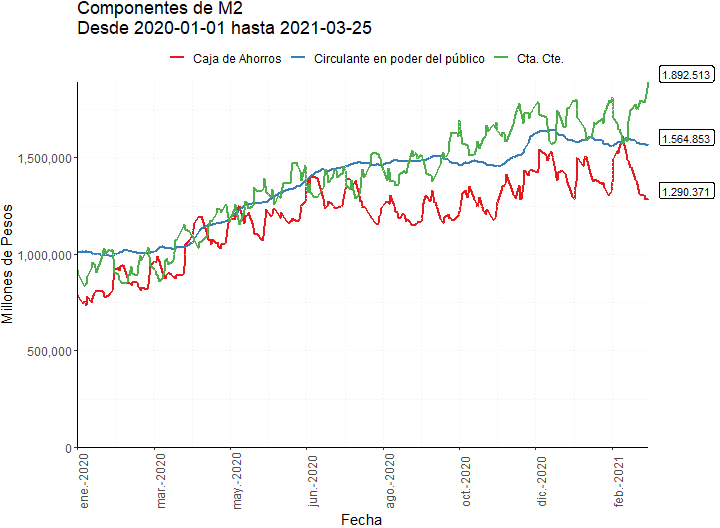 Componentes de M2
Desde 2020-01-01 hasta 2021-03-25
Caja de Ahorros Circulante en poder del público Cta. Cte.
1.892.513
1.564.853
1.290.371
Millones de Pesos
1,500,000
1,000,000
500,000
0
ene.-2020 mar.-2020 may.-2020 jun.-2020 ago.-2020 oct.-2020 dic.-2020 feb.-2021
Fecha